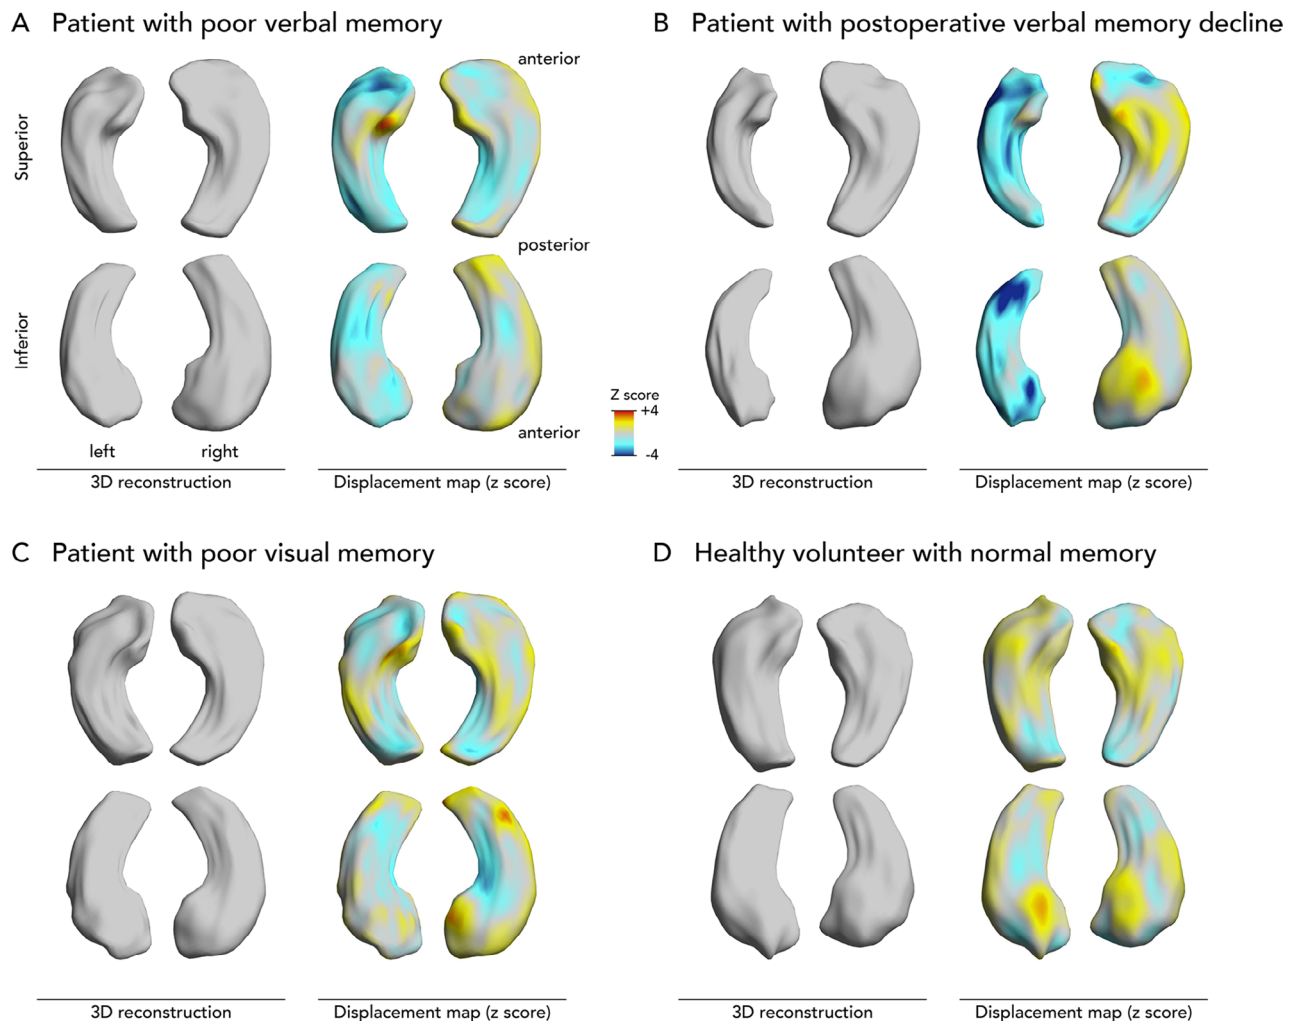 A Patient with poor verbal memory
Superior
anterior
posterior
Inferior
anterior
left right
3D reconstruction Displacement map (z score)
Z score
+4
-4
B Patient with postoperative verbal memory decline
3D reconstruction Displacement map (z score)
C Patient with poor visual memory
3D reconstruction Displacement map (z score)
D Healthy volunteer with normal memory
3D reconstruction Displacement map (z score)